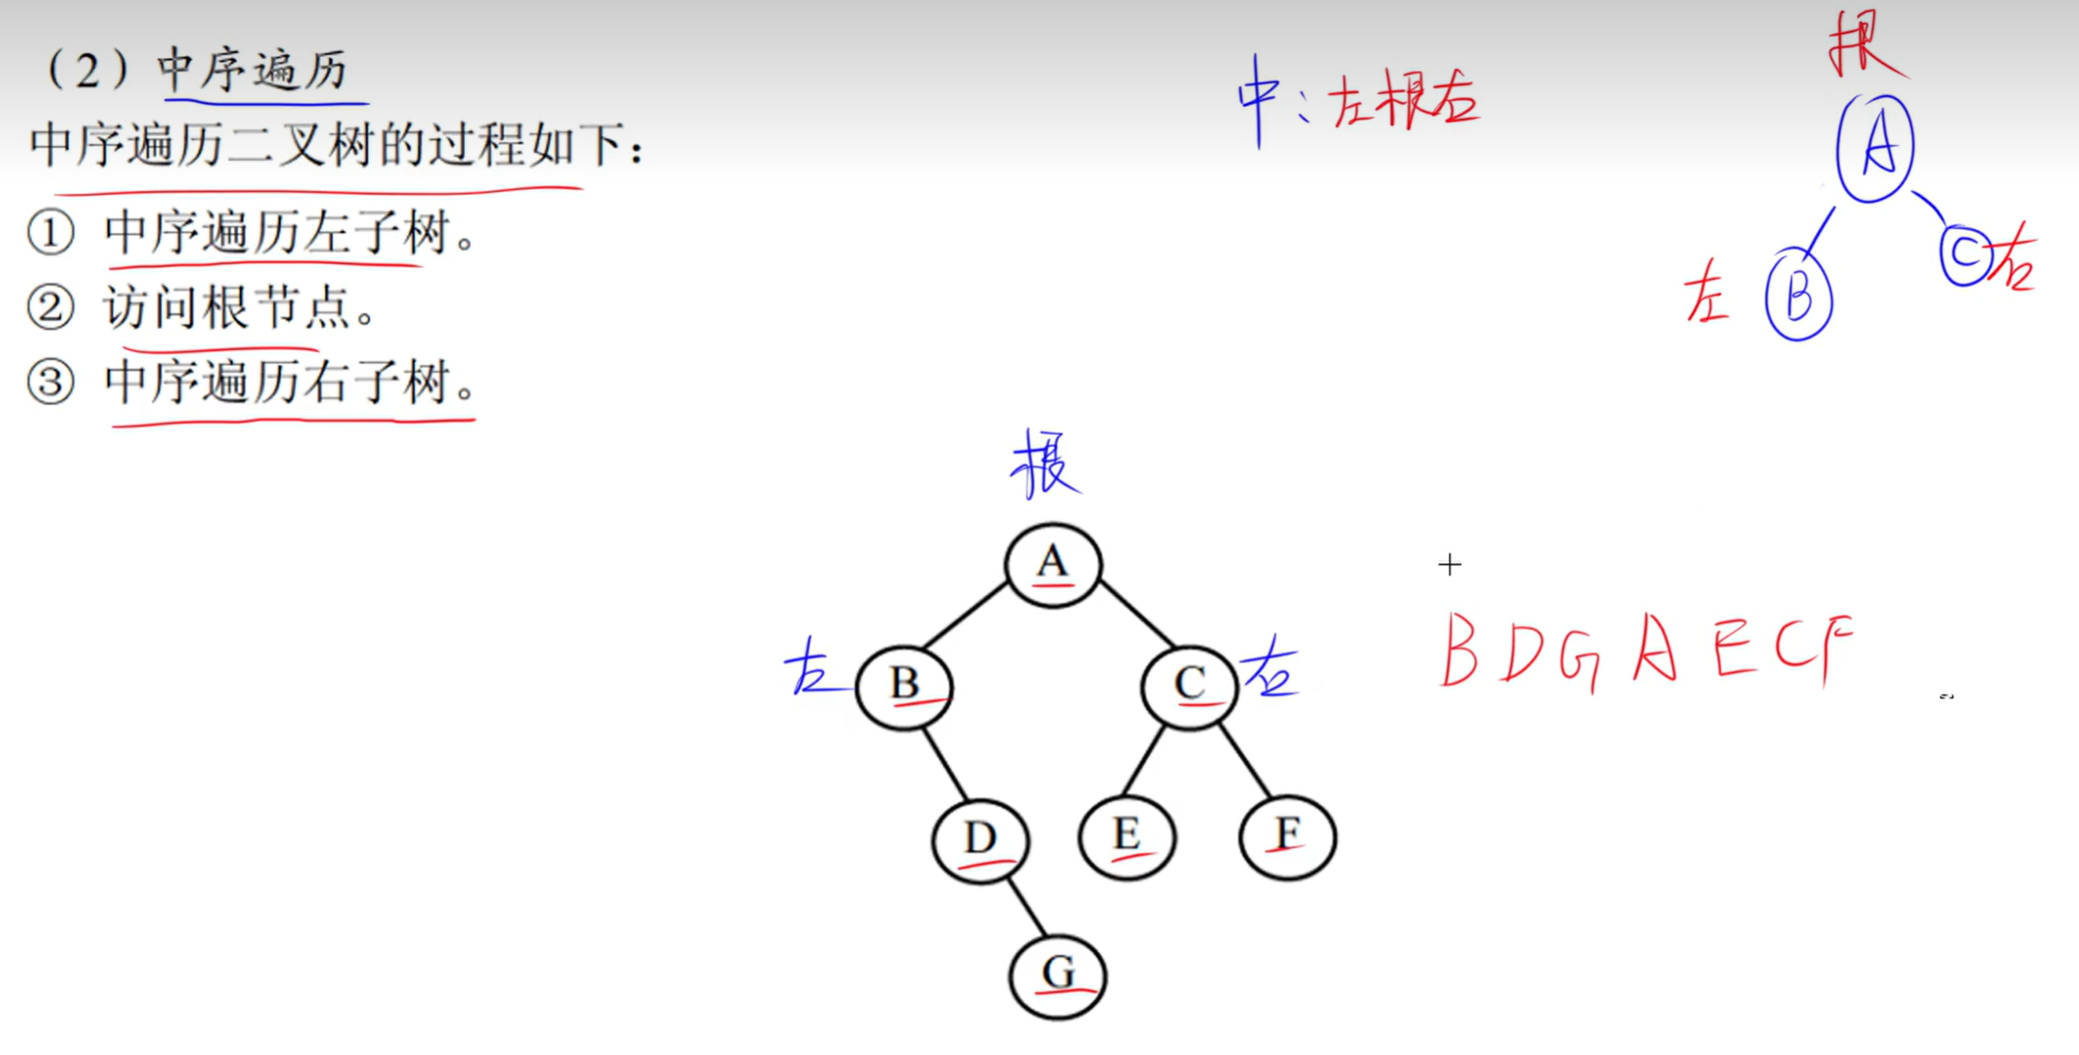 （2）中序遍历
中：左根右
根
中序遍历二叉树的过程如下：
A
① 中序遍历左子树。
C右
左 B
② 访问根节点。
③ 中序遍历右子树。
根
A
左 B
C 右
BDGAECF
D
E
F
G